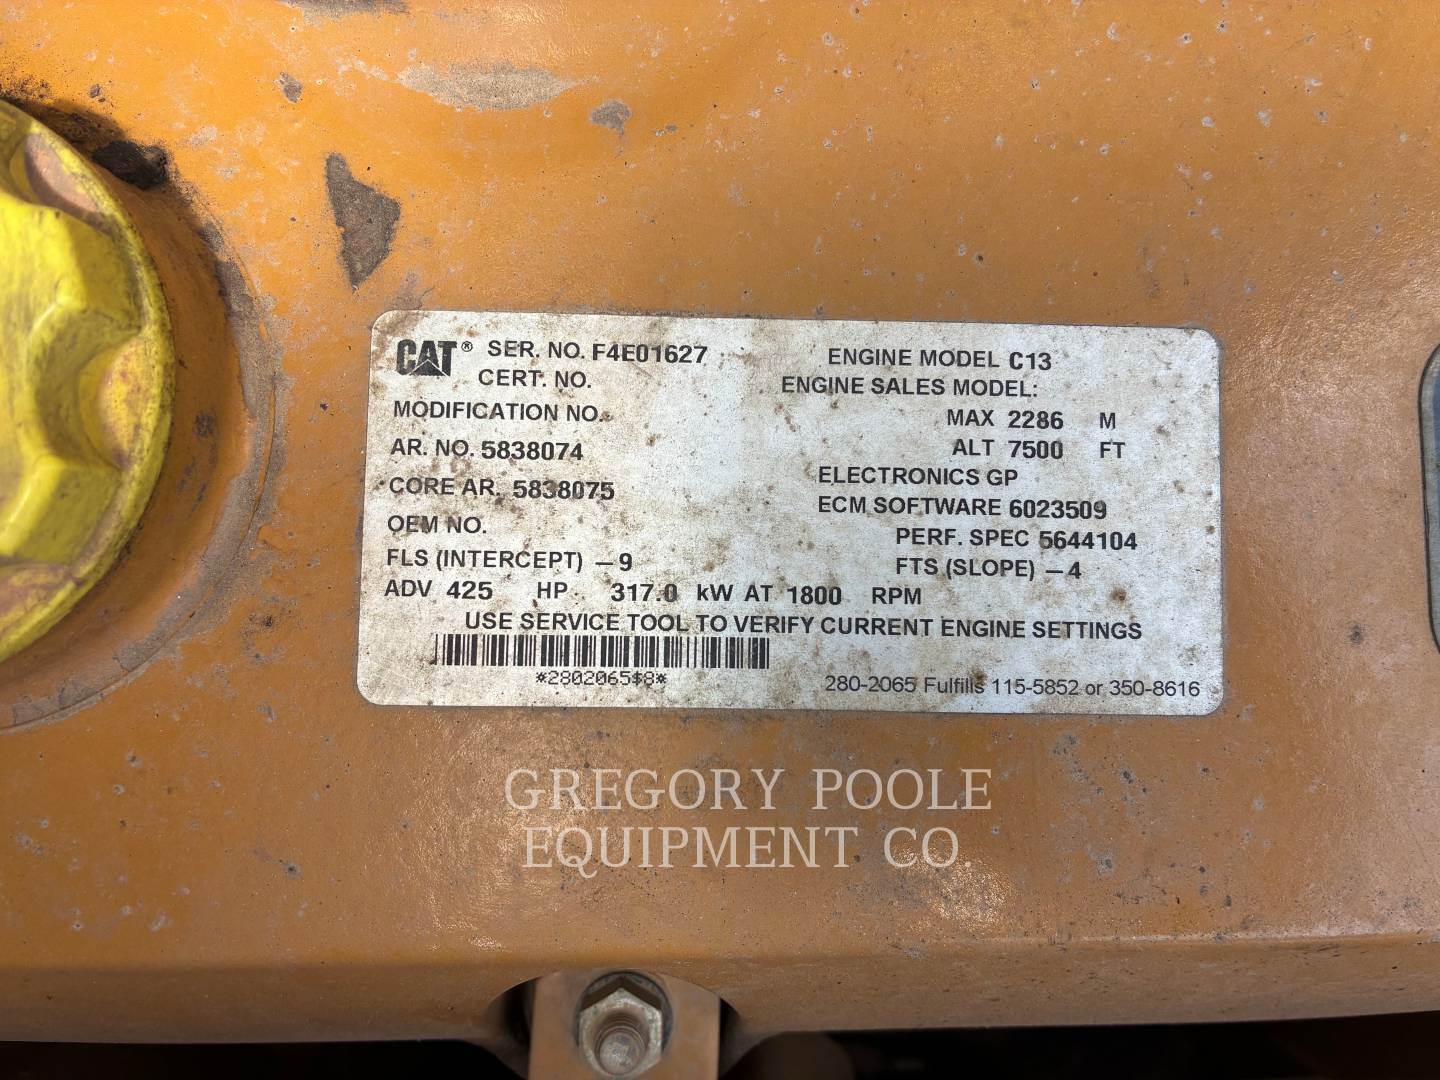 CAT® SER. NO. F4E01627 ENGINE MODEL C13
CERT. NO. ENGINE SALES MODEL:
MODIFICATION NO. MAX 2286 M
AR. NO. 5838074 ALT 7500 FT
CORE AR. 5838075 ELECTRONICS GP
ECM SOFTWARE 6023509
OEM NO. PERF. SPEC 5644104
FLS (INTERCEPT) –9 FTS (SLOPE) –4
ADV 425 HP 317.0 kW AT 1800 RPM
USE SERVICE TOOL TO VERIFY CURRENT ENGINE SETTINGS
*2802065$8* 280-2065 Fulfills 115-5852 or 350-8616
GREGORY POOLE
EQUIPMENT CO.